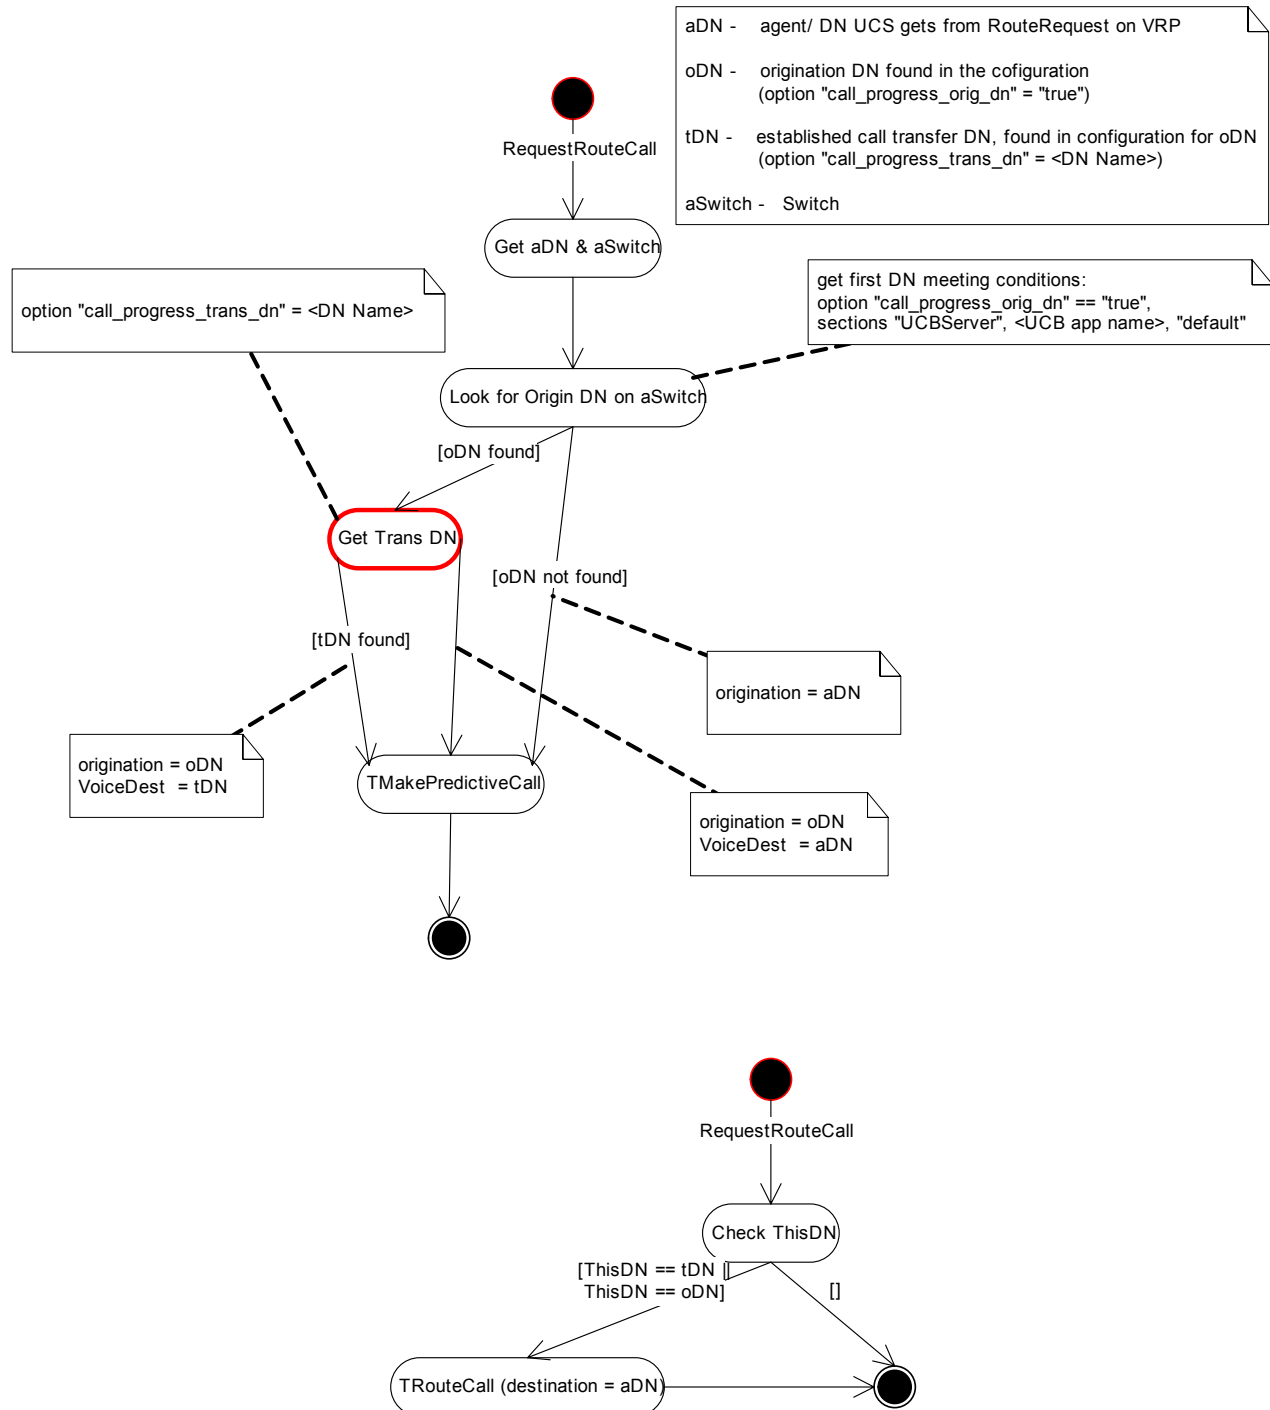 aDN - agent/ DN UCS gets from RouteRequest on VRP
oDN - origination DN found in the cofiguration
(option "call_progress_orig_dn" = "true")
tDN - established call transfer DN, found in configuration for oDN
(option "call_progress_trans_dn" = <DN Name>)
aSwitch - Switch
RequestRouteCall
Get aDN & aSwitch
get first DN meeting conditions:
option "call_progress_orig_dn" == "true",
sections "UCBServer", <UCB app name>, "default"
option "call_progress_trans_dn" = <DN Name>
Look for Origin DN on aSwitch
[oDN found]
Get Trans DN
[oDN not found]
[tDN found]
origination = aDN
origination = oDN
VoiceDest = tDN
TMakePredictiveCall
origination = oDN
VoiceDest = aDN
RequestRouteCall
Check ThisDN
[ThisDN == tDN ||
ThisDN == oDN]
[]
TRouteCall (destination = aDN)